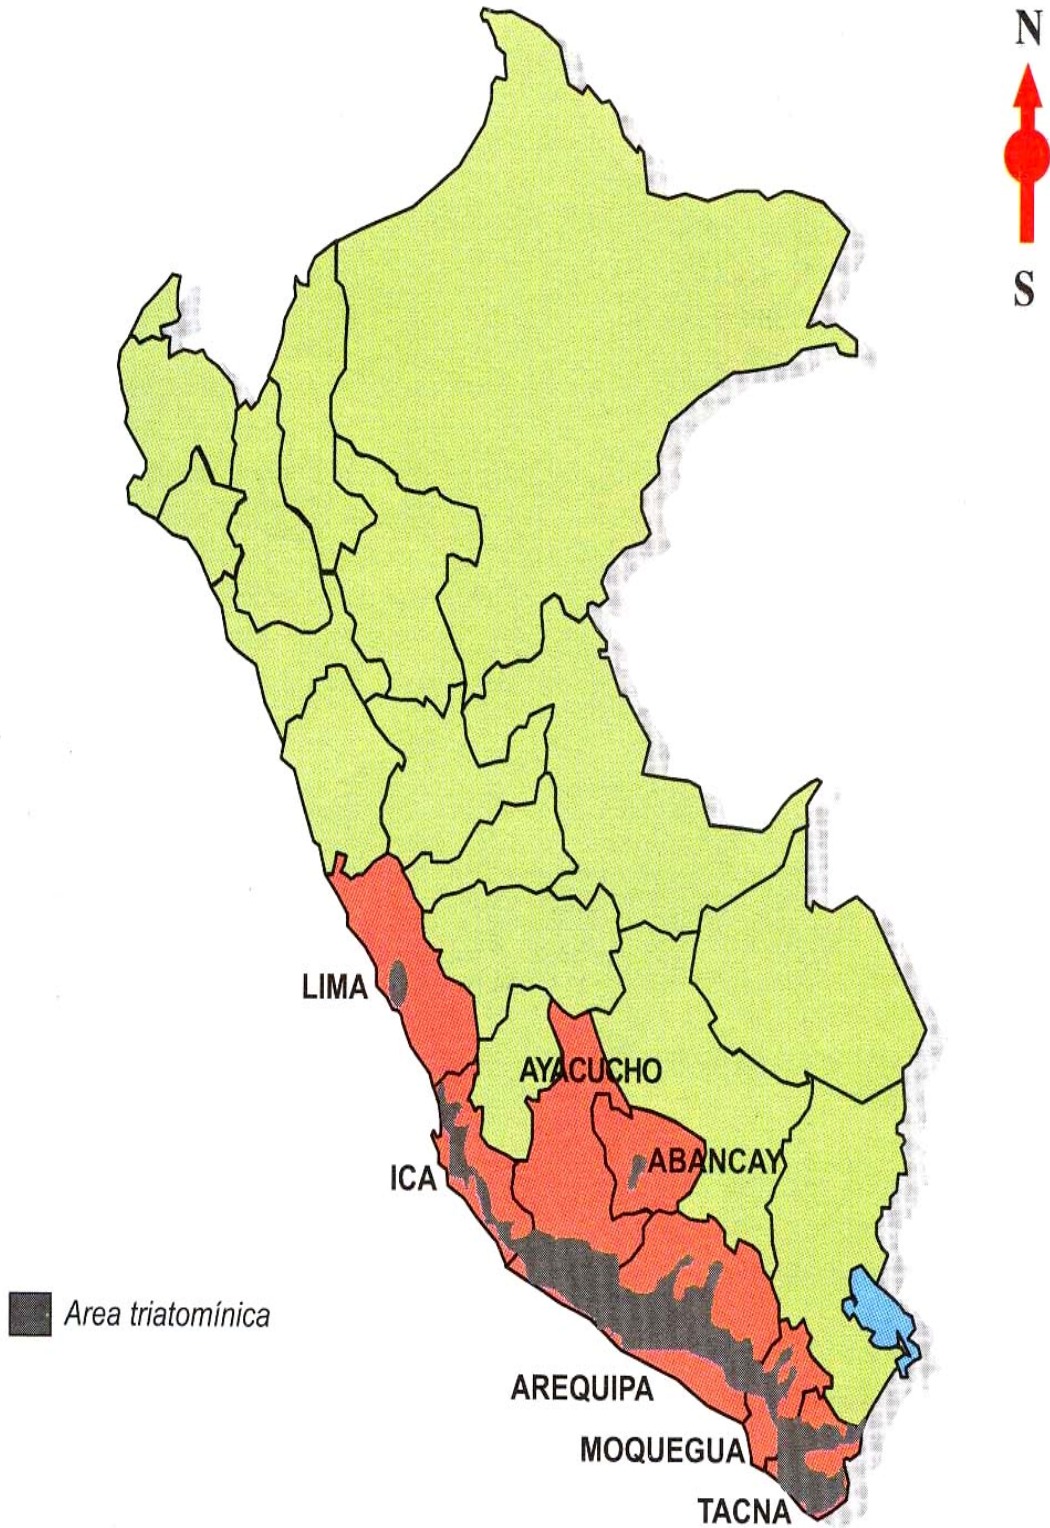 N
S
LIMA
AYACUCHO
ABANCAY
ICA
Area triatomínica
AREQUIPA
MOQUEGUA
TACNA